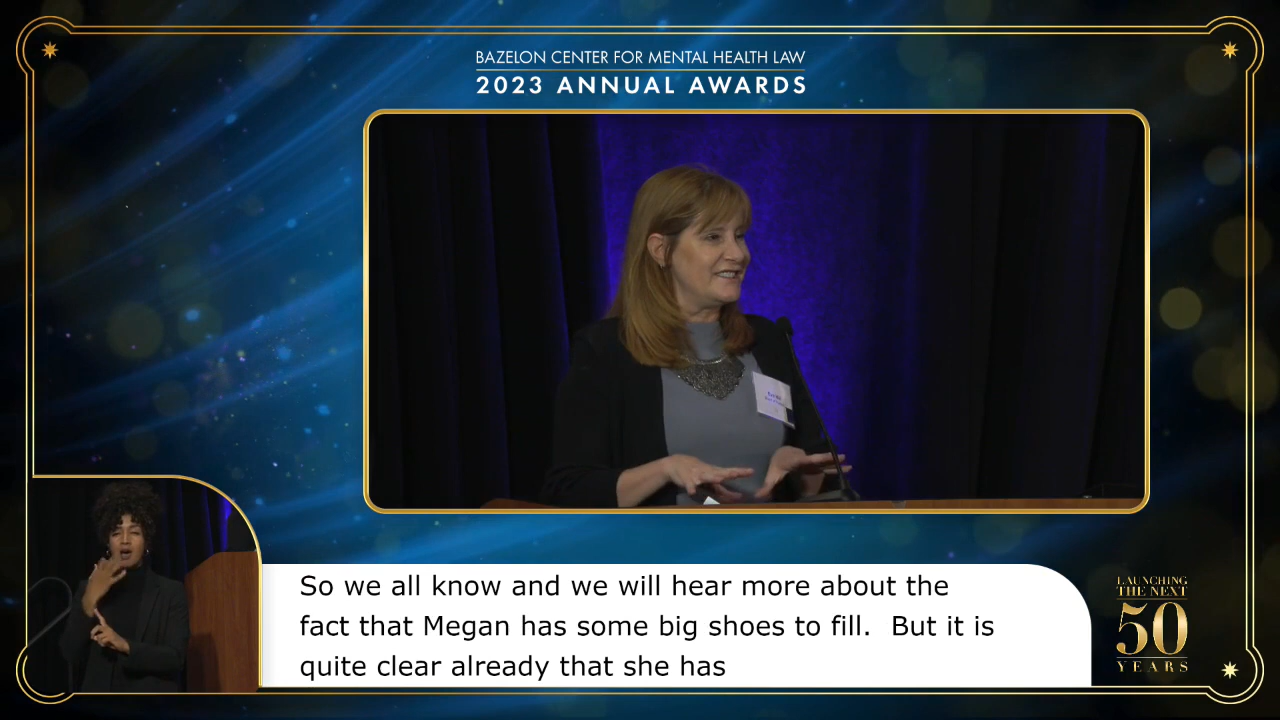 BAZELON CENTER FOR MENTAL HEALTH LAW
2023 ANNUAL AWARDS
So we all know and we will hear more about the
fact that Megan has some big shoes to fill.  But it is
quite clear already that she has
LAUNCHING
THE NEXT
50
YEARS